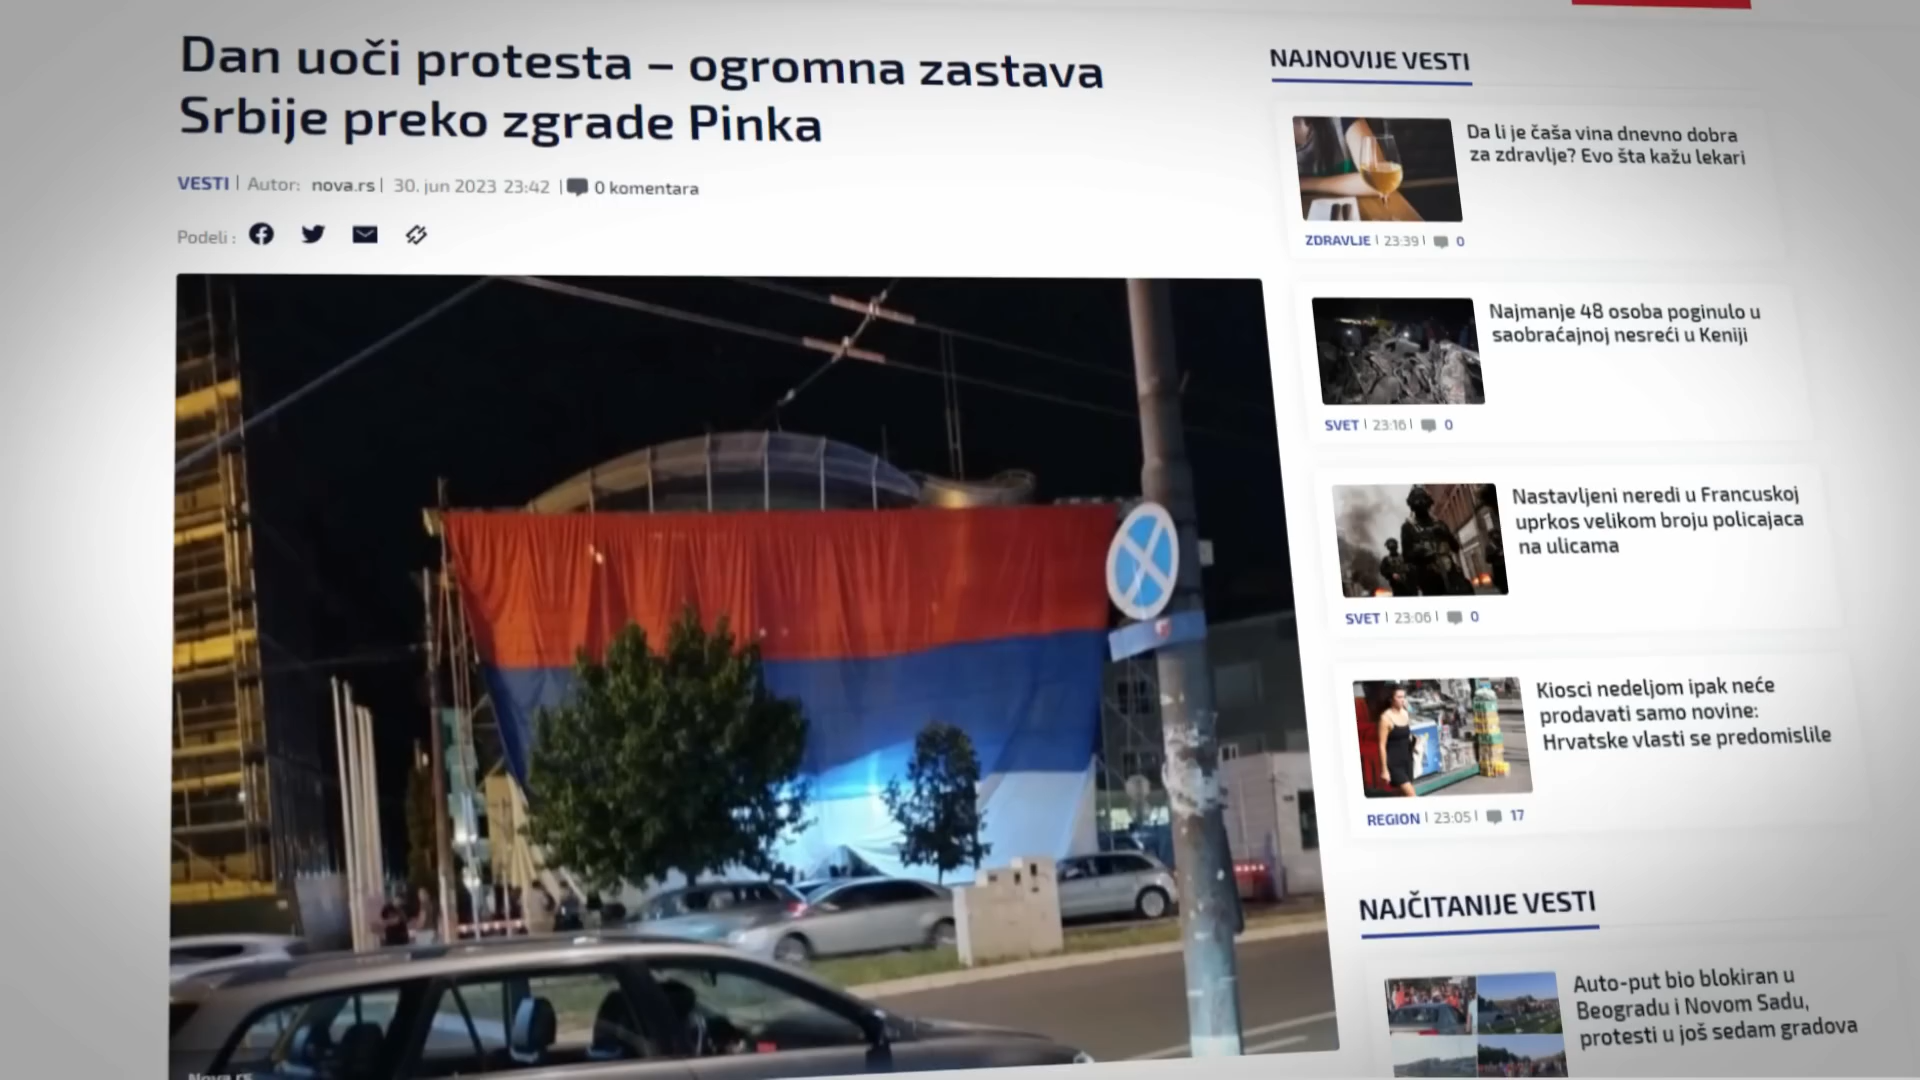 Dan uoči protesta – ogromna zastava
Srbije preko zgrade Pinka
VESTI | Autor: nova.rs | 30. jun 2023 23:42 | 0 komentara
Podeli :
Nova.rs
NAJNOVIJE VESTI
Da li je čaša vina dnevno dobra
za zdravlje? Evo šta kažu lekari
ZDRAVLJE | 23:39 | 0
Najmanje 48 osoba poginulo u
saobraćajnoj nesreći u Keniji
SVET | 23:16 | 0
Nastavljeni neredi u Francuskoj
uprkos velikom broju policajaca
na ulicama
SVET | 23:06 | 0
Kiosci nedeljom ipak neće
prodavati samo novine:
Hrvatske vlasti se predomislile
REGION | 23:05 | 17
NAJČITANIJE VESTI
Auto-put bio blokiran u
Beogradu i Novom Sadu,
protesti u još sedam gradova